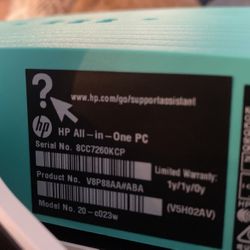 ?
www.hp.com/go/supportassistant
hp
HP All-in-One PC
Serial No. 8CC7260KCP
Limited Warranty:
1y/1y/0y
Product No. V8P88AA#ABA
(V5H02AV)
Model 20-c023w